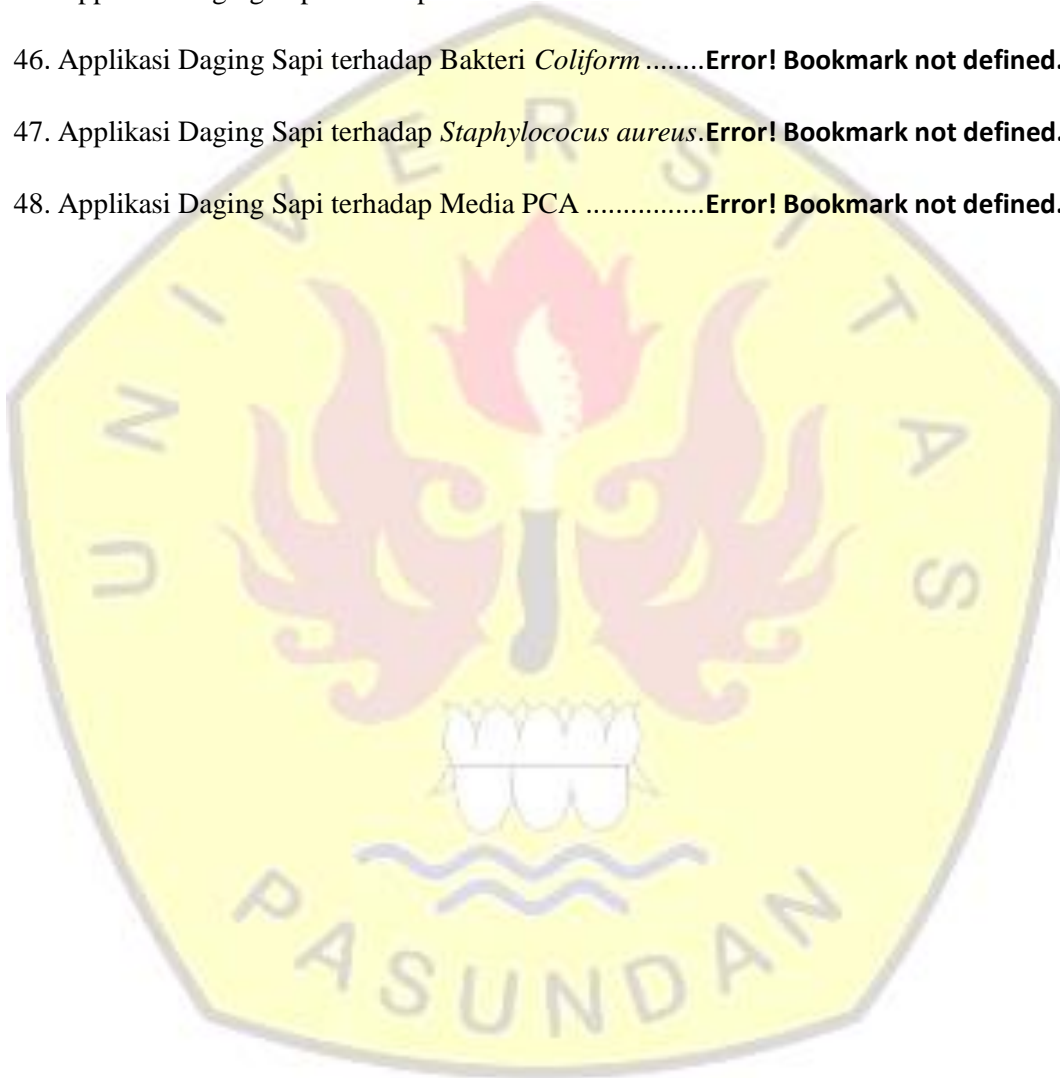 46. Applikasi Daging Sapi terhadap Bakteri Coliform ........Error! Bookmark not defined.
47. Applikasi Daging Sapi terhadap Staphylococus aureus.Error! Bookmark not defined.
48. Applikasi Daging Sapi terhadap Media PCA ................Error! Bookmark not defined.
UNIVERSITAS
PASUNDAN